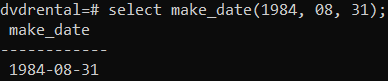 dvdrental=# select make_date(1984, 08, 31);
 make_date
------------
 1984-08-31